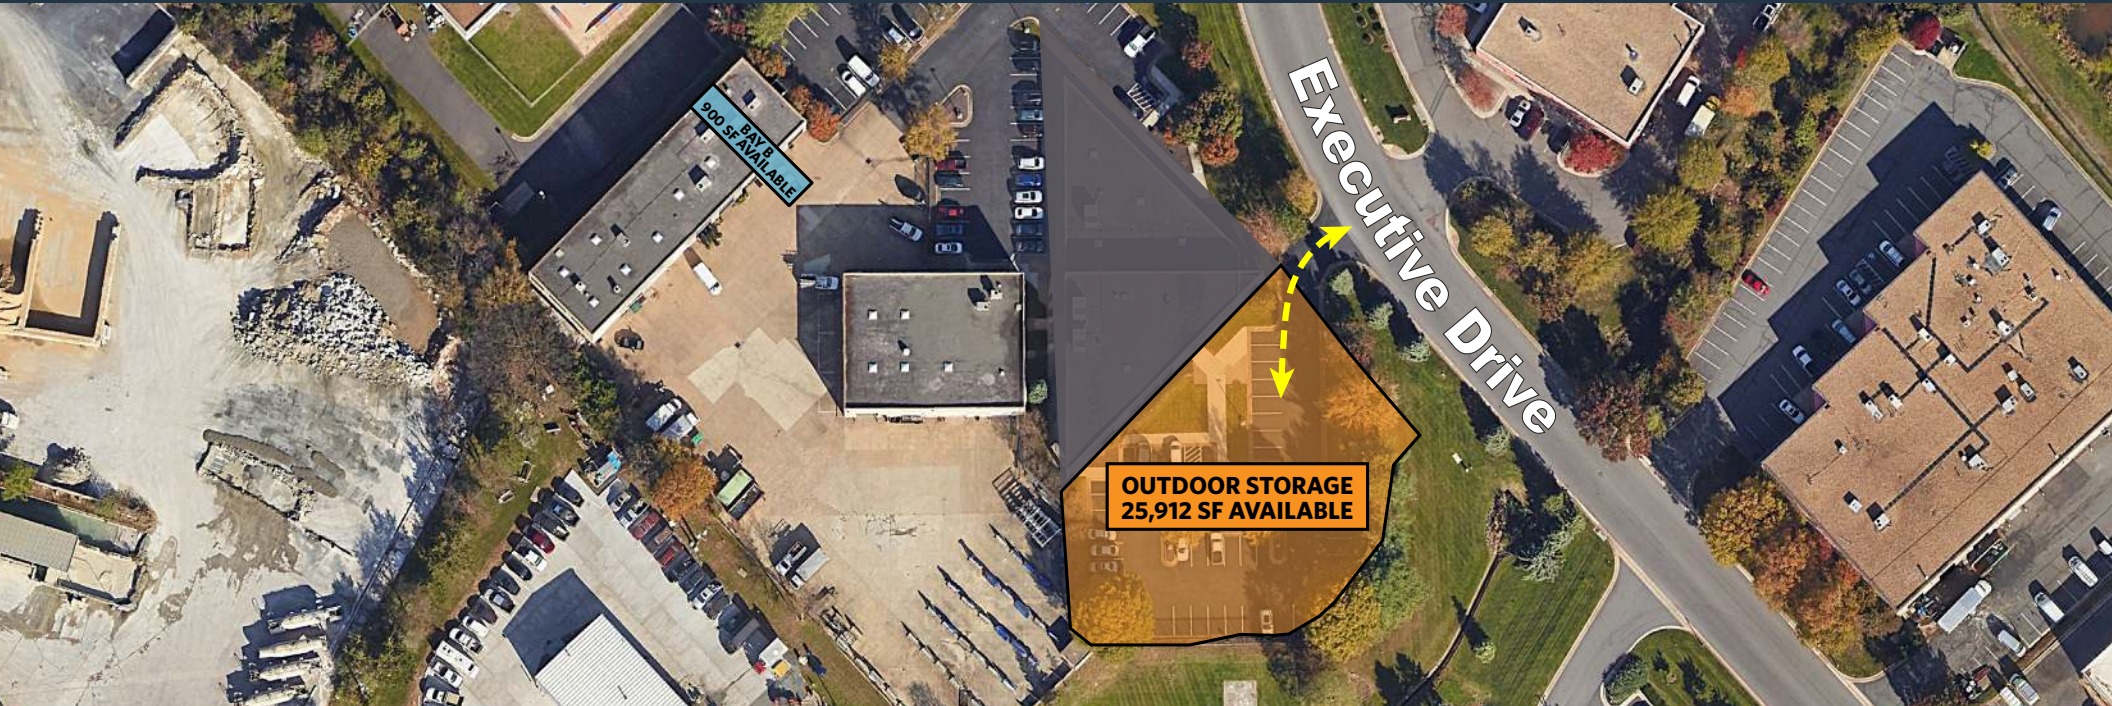 BAY B
900 SF AVAILABLE
Executive Drive
OUTDOOR STORAGE
25,912 SF AVAILABLE